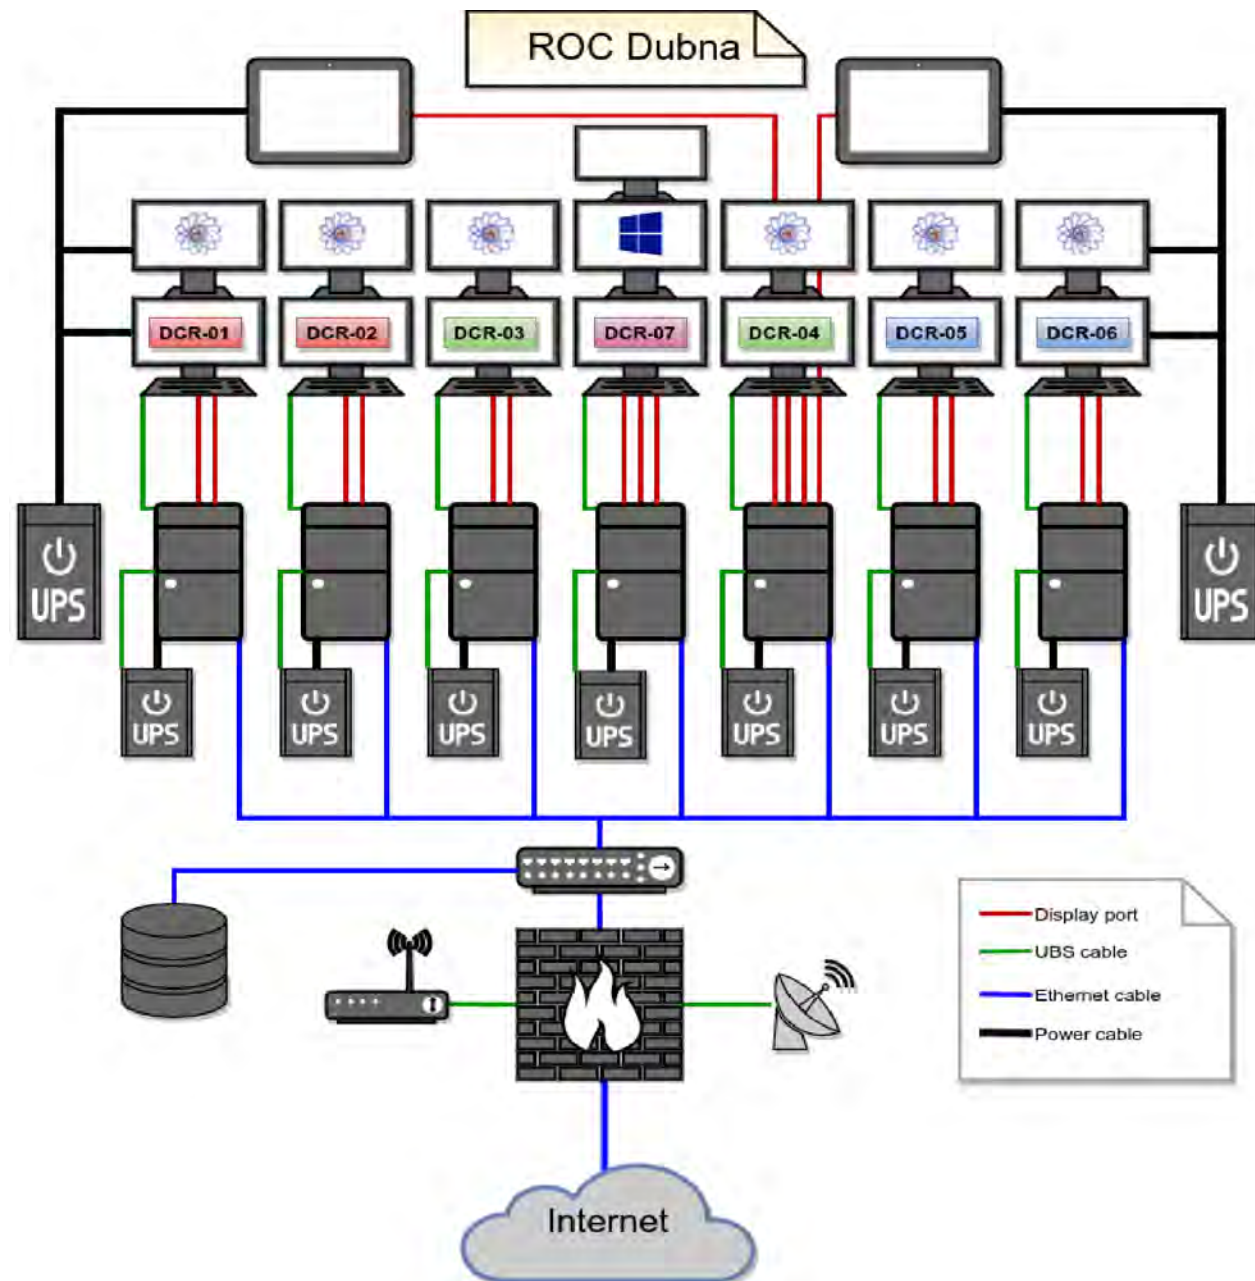 ROC Dubna
DCR-01
DCR-02
DCR-03
DCR-07
DCR-04
DCR-05
DCR-06
UPS
UPS
UPS
UPS
UPS
UPS
UPS
UPS
UPS
Display port
UBS cable
Ethernet cable
Power cable
Internet